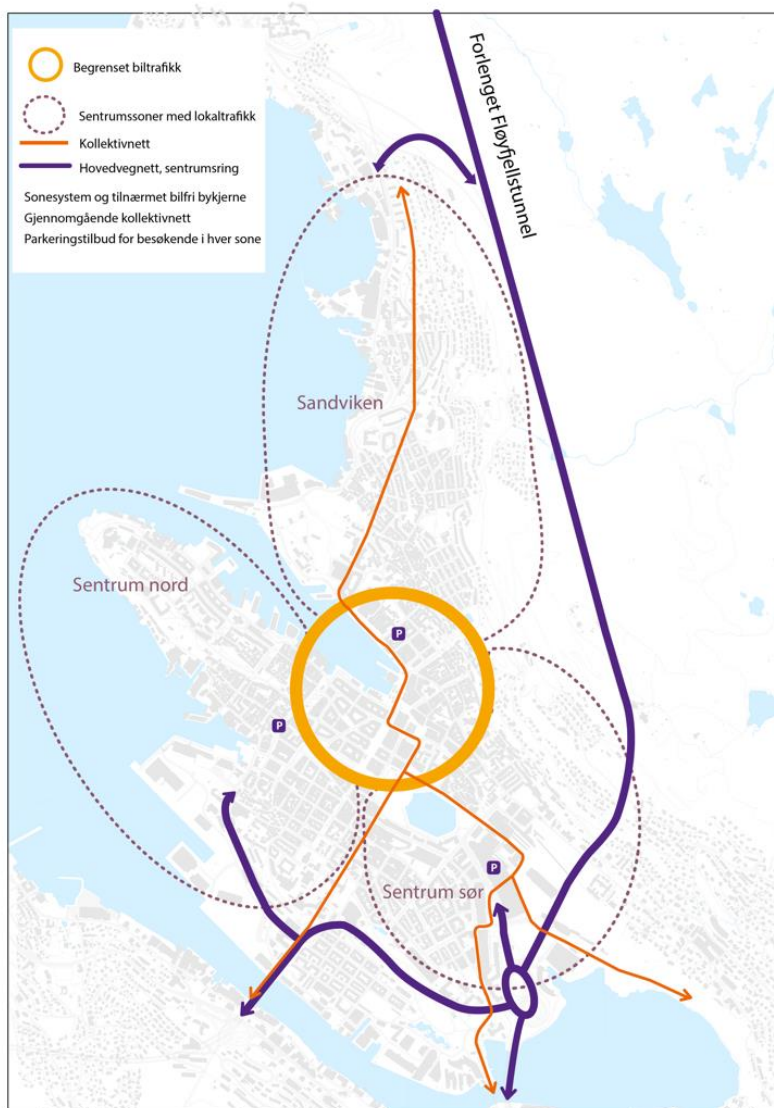 Begrenset biltrafikk
Sentrumssoner med lokaltrafikk
Kollektivnett
Hovedvegnett, sentrumsring
Sonesystem og tilnærmet bilfri bykjerne
Gjennomgående kollektivnett
Parkeringstilbud for besøkende i hver sone
Forlenget Fløyfjellstunnel
Sandviken
Sentrum nord
P
P
P
Sentrum sør